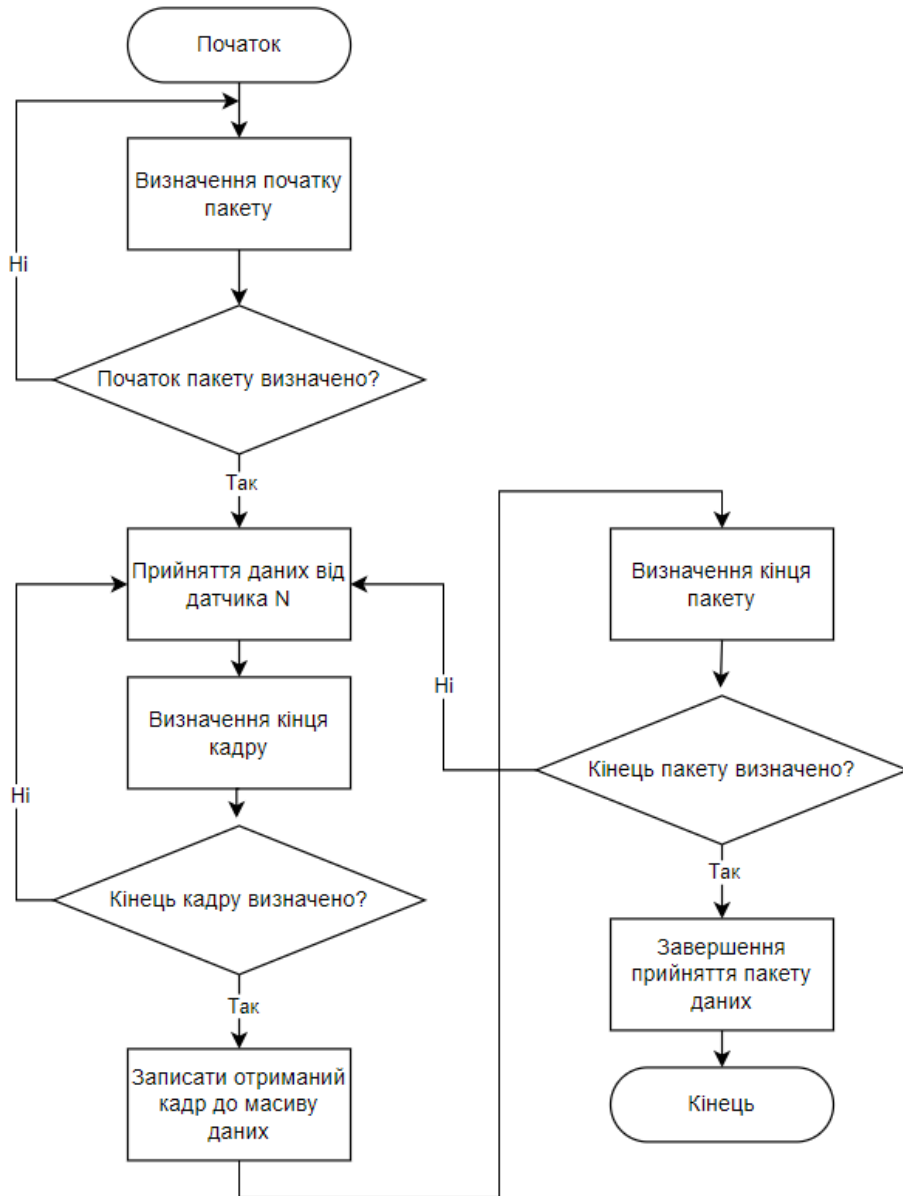 Початок
Визначення початку
пакету
Ні
Початок пакету визначено?
Так
Прийняття даних від
датчика N
Визначення кінця
кадру
Ні
Кінець кадру визначено?
Так
Записати отриманий
кадр до масиву
даних
Визначення кінця
пакету
Ні
Кінець пакету визначено?
Так
Завершення
прийняття пакету
даних
Кінець